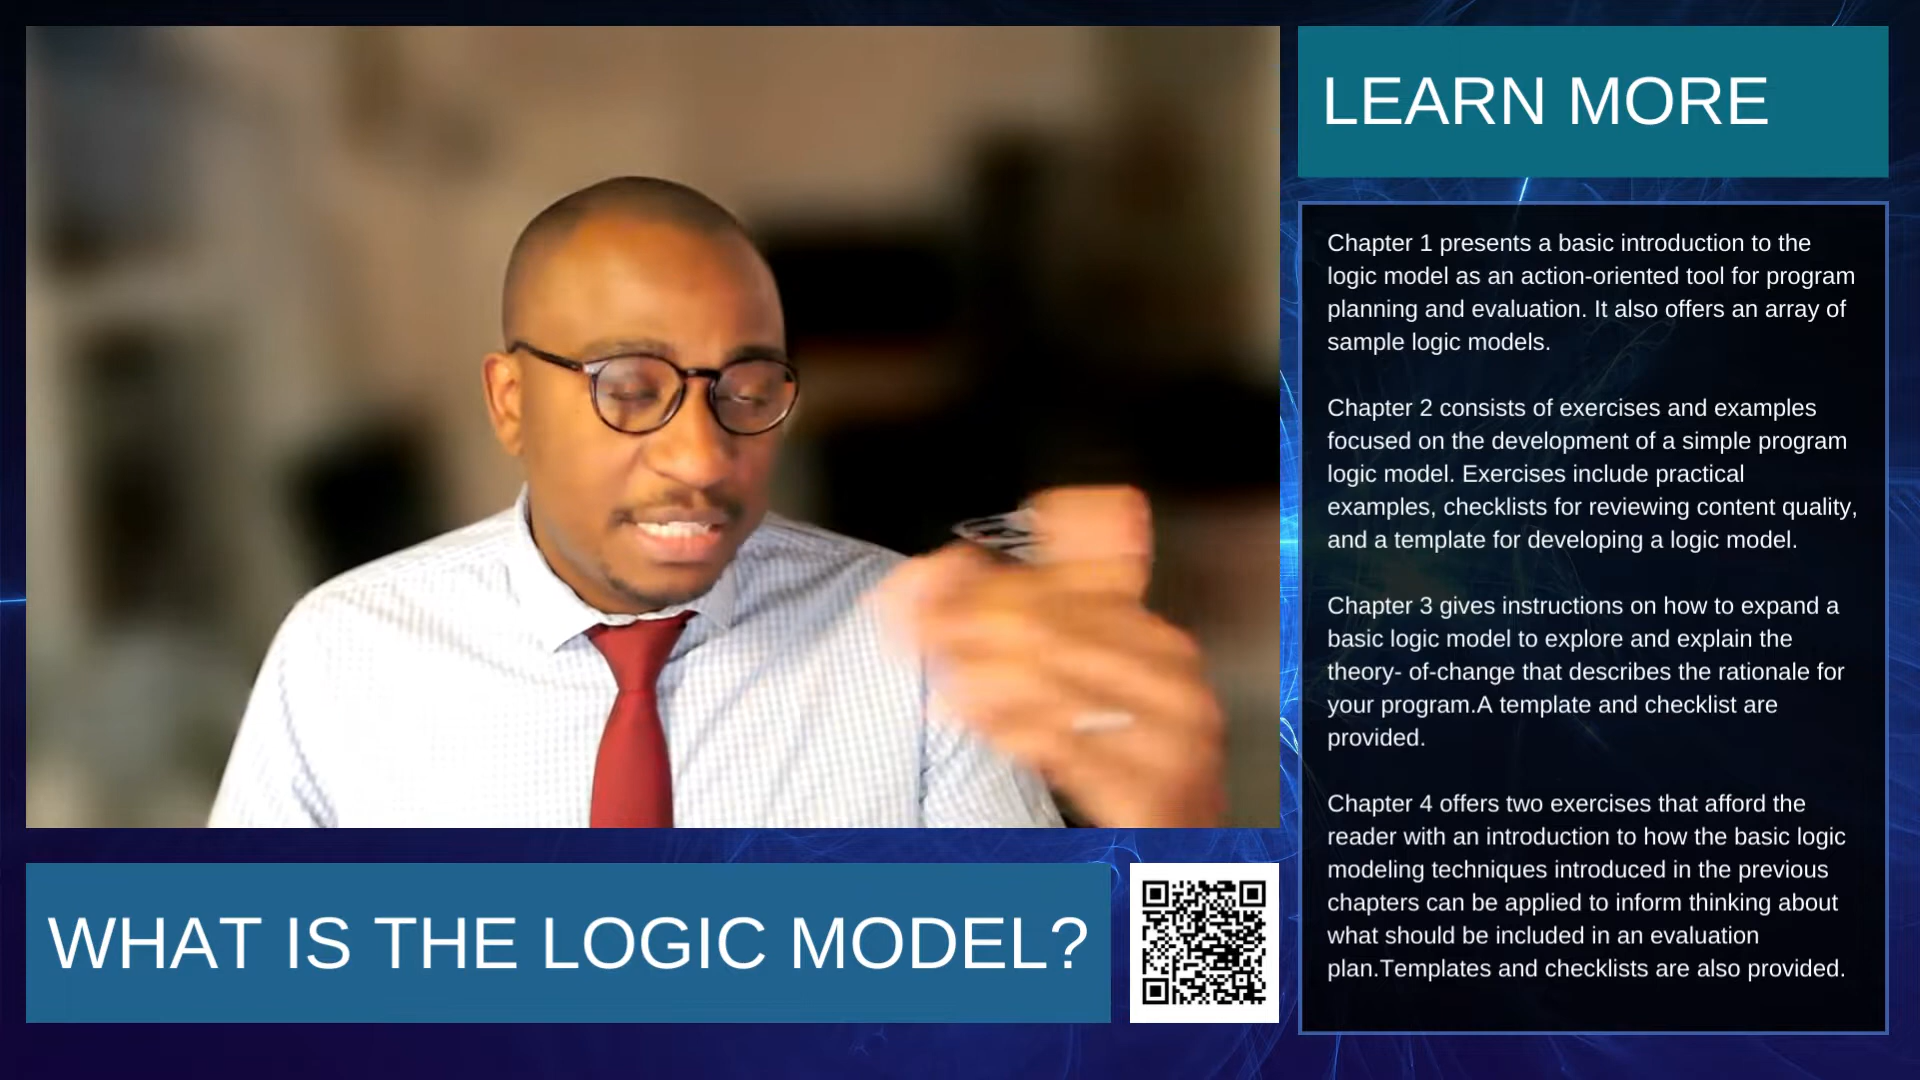 LEARN MORE
Chapter 1 presents a basic introduction to the
logic model as an action-oriented tool for program
planning and evaluation. It also offers an array of
sample logic models.
Chapter 2 consists of exercises and examples
focused on the development of a simple program
logic model. Exercises include practical
examples, checklists for reviewing content quality,
and a template for developing a logic model.
Chapter 3 gives instructions on how to expand a
basic logic model to explore and explain the
theory- of-change that describes the rationale for
your program.A template and checklist are
provided.
Chapter 4 offers two exercises that afford the
reader with an introduction to how the basic logic
modeling techniques introduced in the previous
chapters can be applied to inform thinking about
what should be included in an evaluation
plan.Templates and checklists are also provided.
WHAT IS THE LOGIC MODEL?